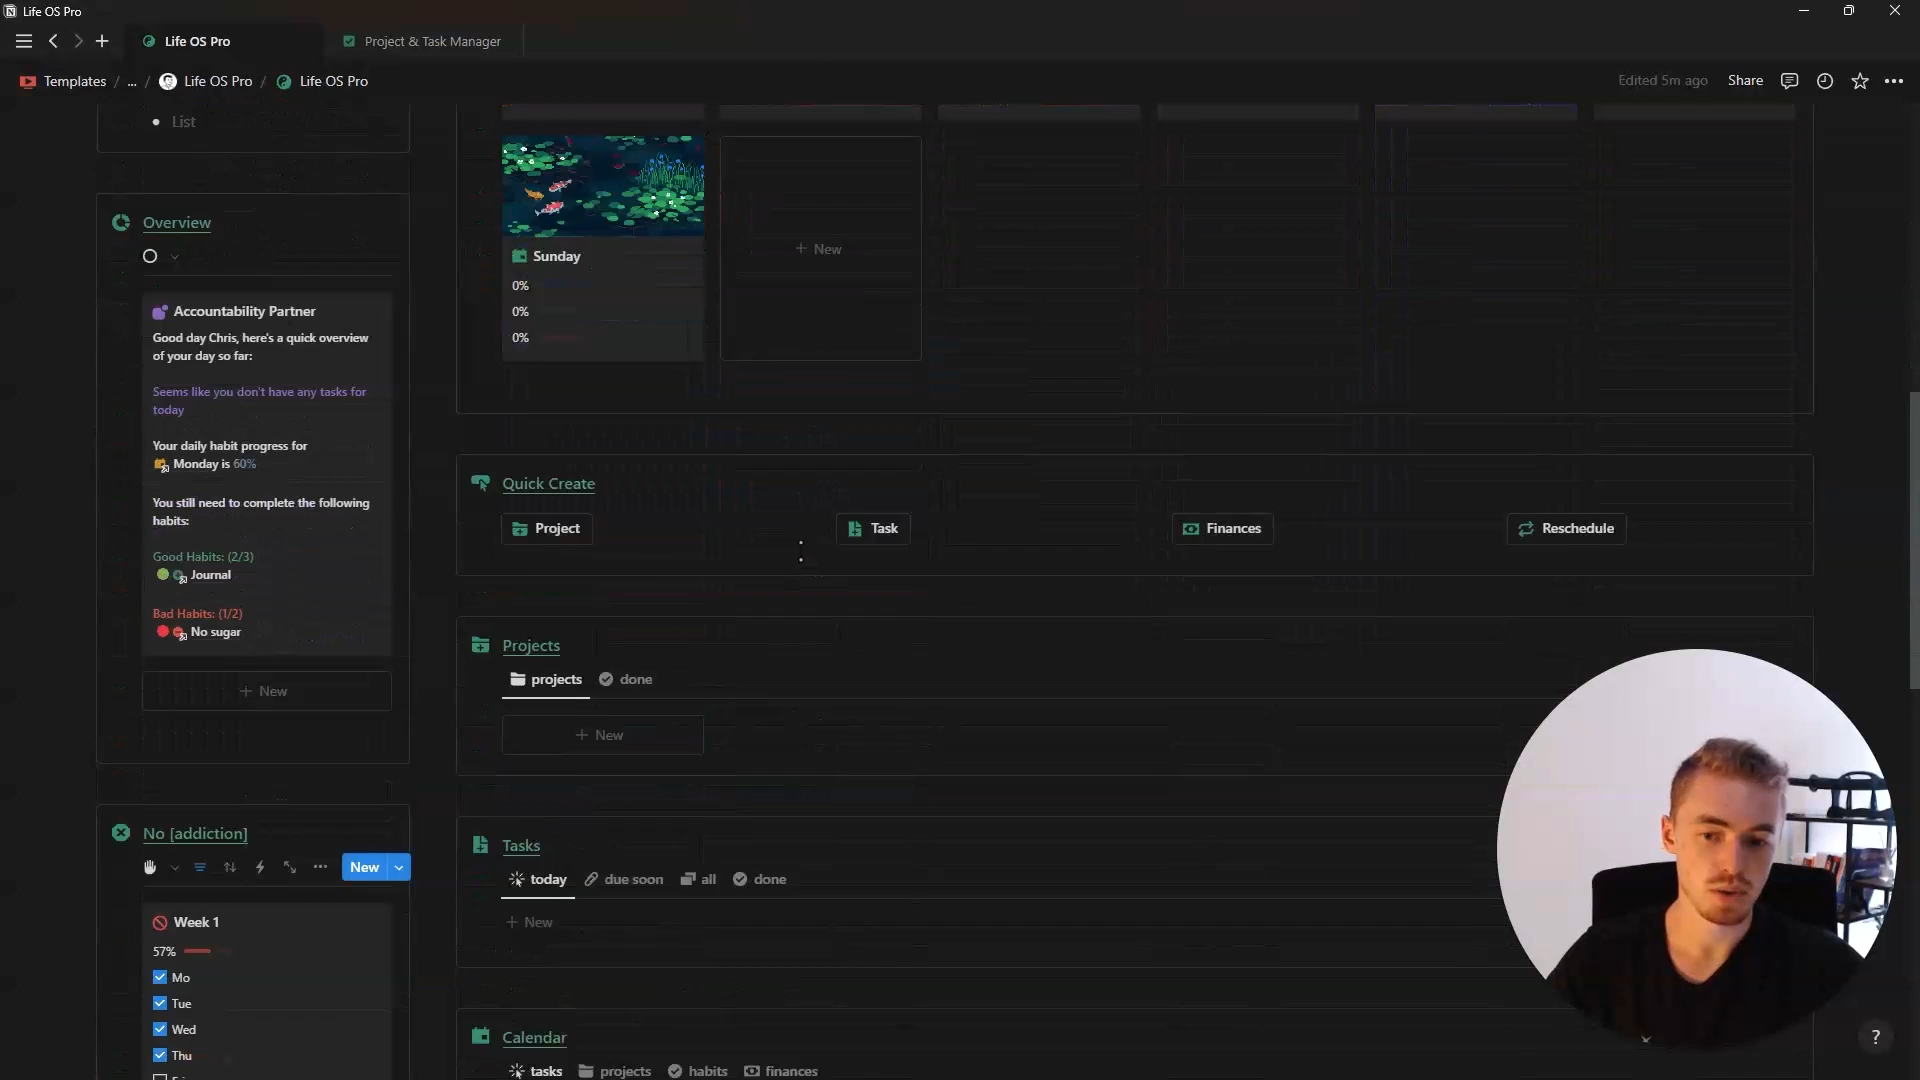 Life OS Pro
Life OS Pro
Project & Task Manager
Templates / ... / Life OS Pro / Life OS Pro
Edited 5m ago
Share
List
Overview
Accountability Partner
Good day Chris, here's a quick overview
of your day so far:
Seems like you don't have any tasks for
today
Your daily habit progress for
Monday is 60%
You still need to complete the following
habits:
Good Habits: (2/3)
Journal
Bad Habits: (1/2)
No sugar
+ New
No [addiction]
New
Week 1
57%
Mo
Tue
Wed
Thu
Sunday
0%
0%
0%
+ New
Quick Create
Project
Task
Finances
Reschedule
Projects
projects
done
+ New
Tasks
today
due soon
all
done
+ New
Calendar
tasks
projects
habits
finances
?